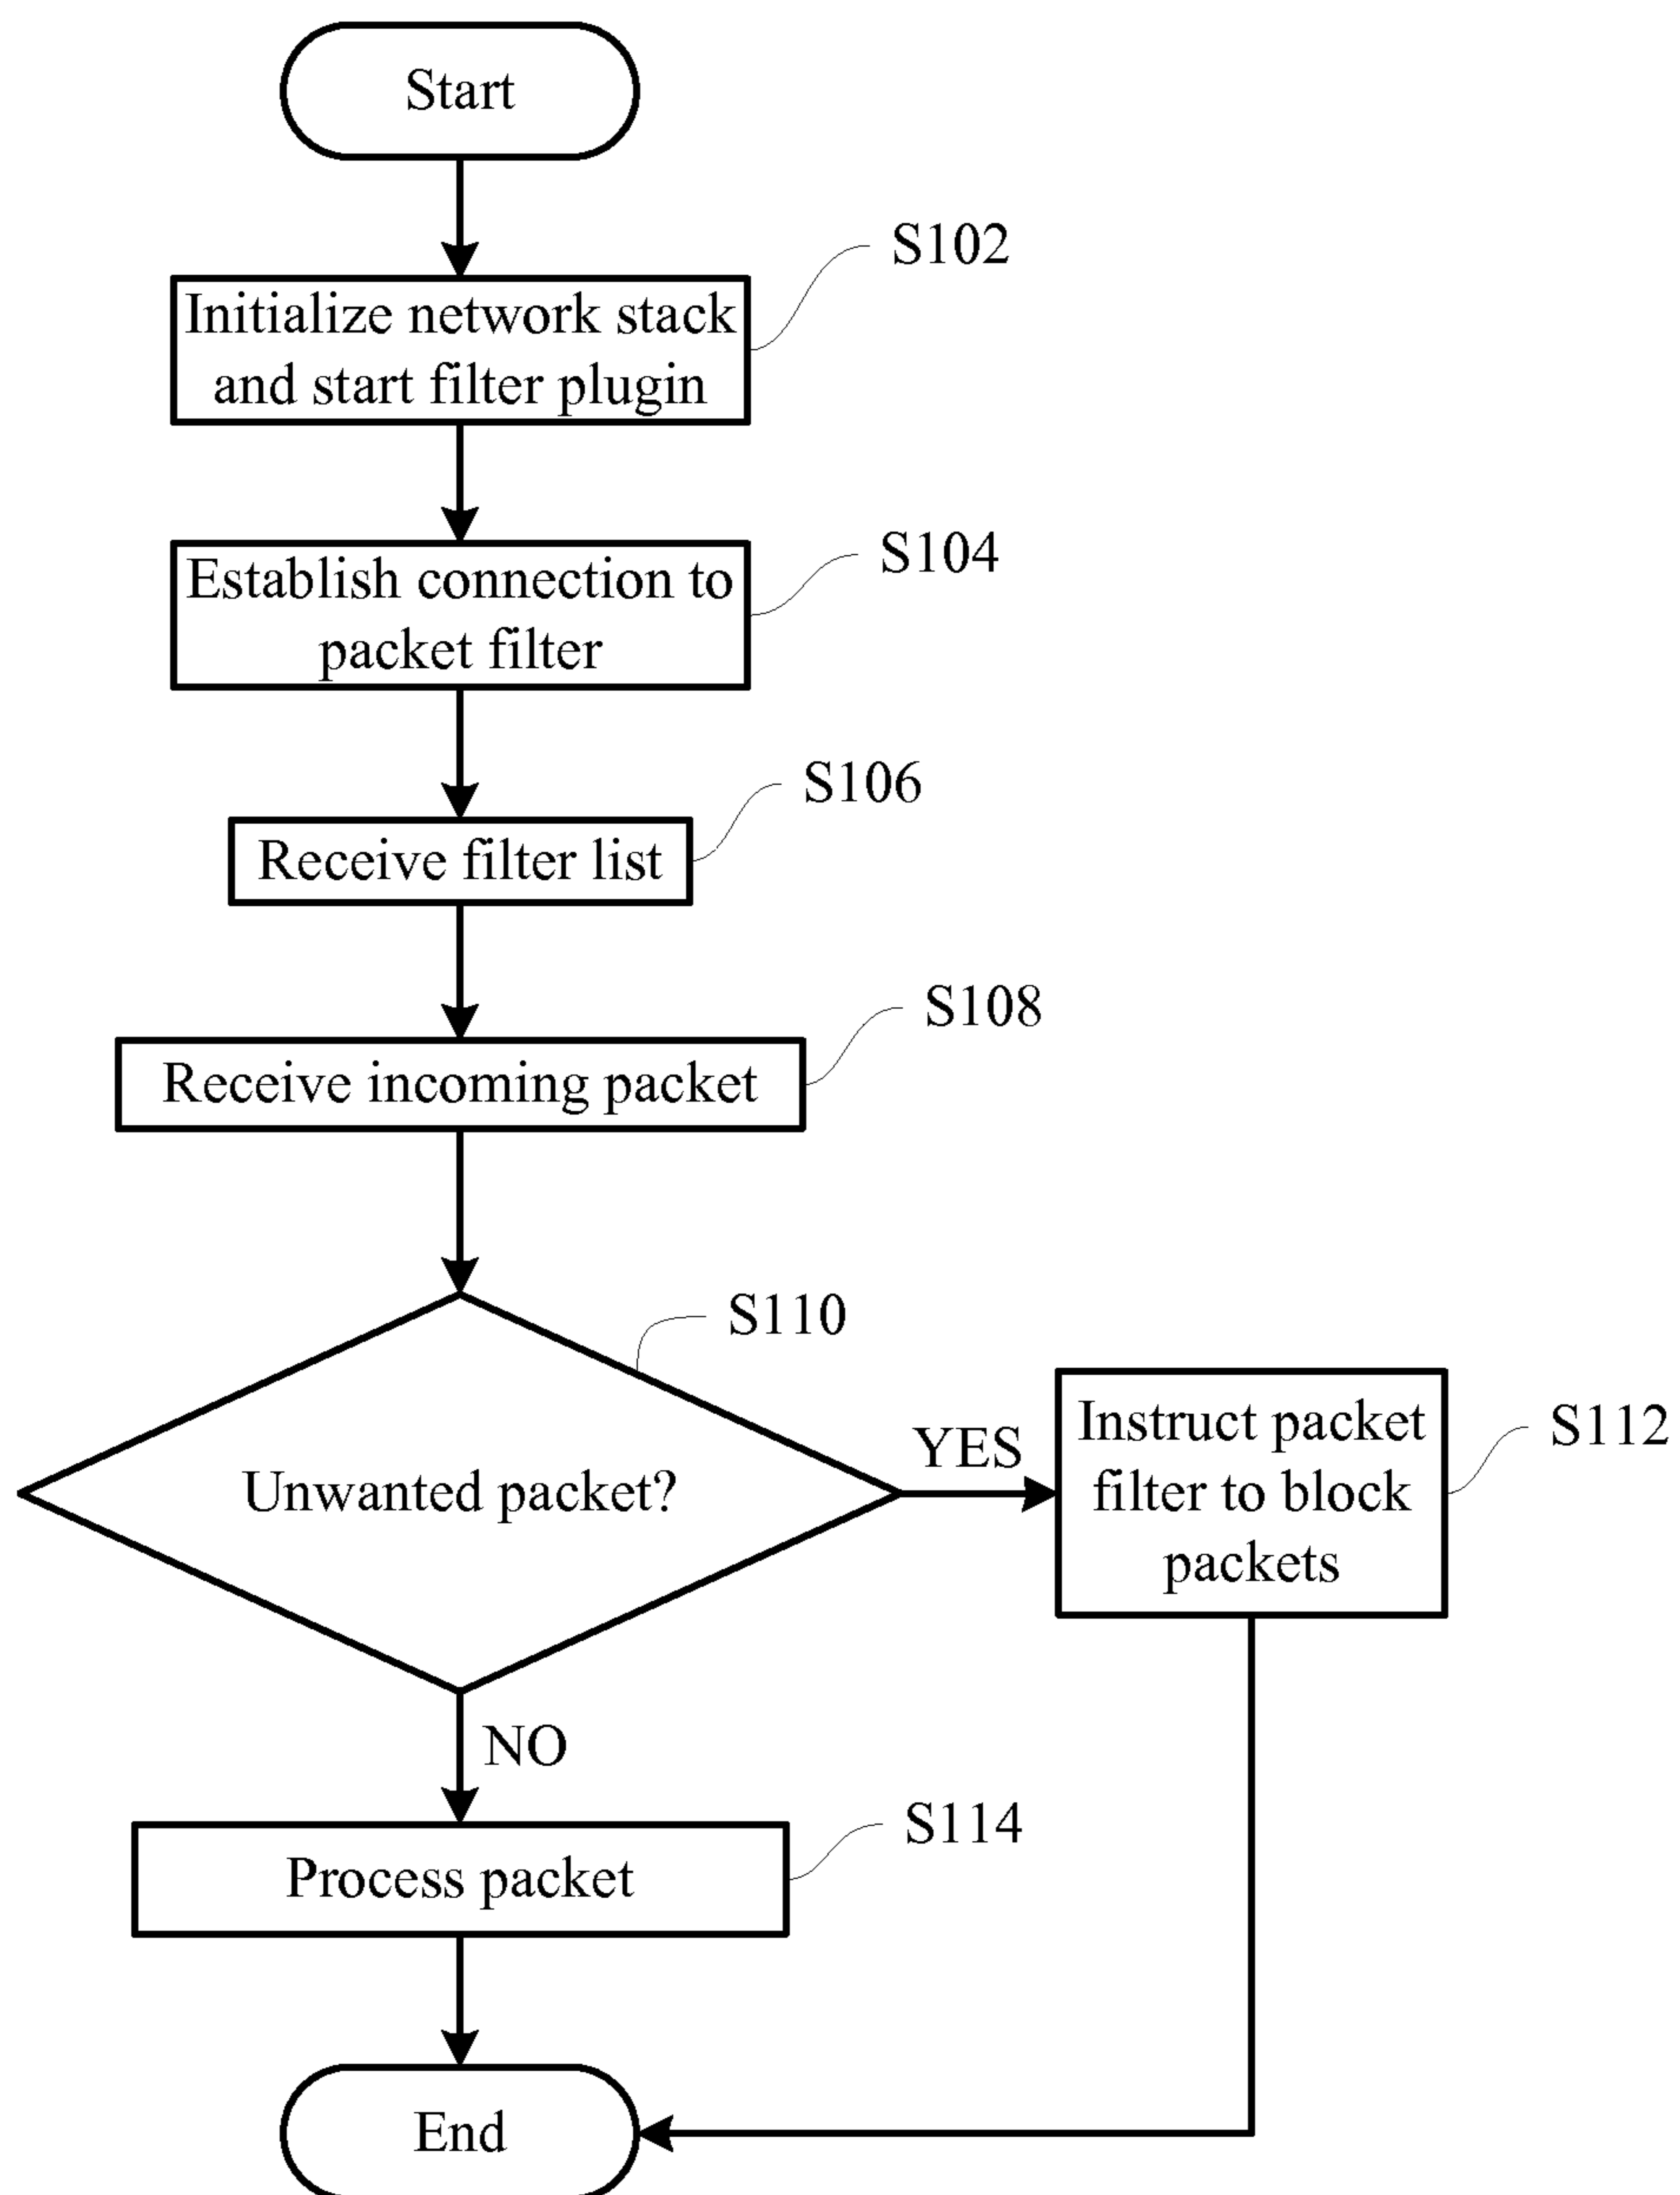 Start
S102
Initialize network stack
and start filter plugin
S104
Establish connection to
packet filter
S106
Receive filter list
S108
Receive incoming packet
S110
Unwanted packet?
YES
Instruct packet
filter to block
packets
S112
NO
S114
Process packet
End